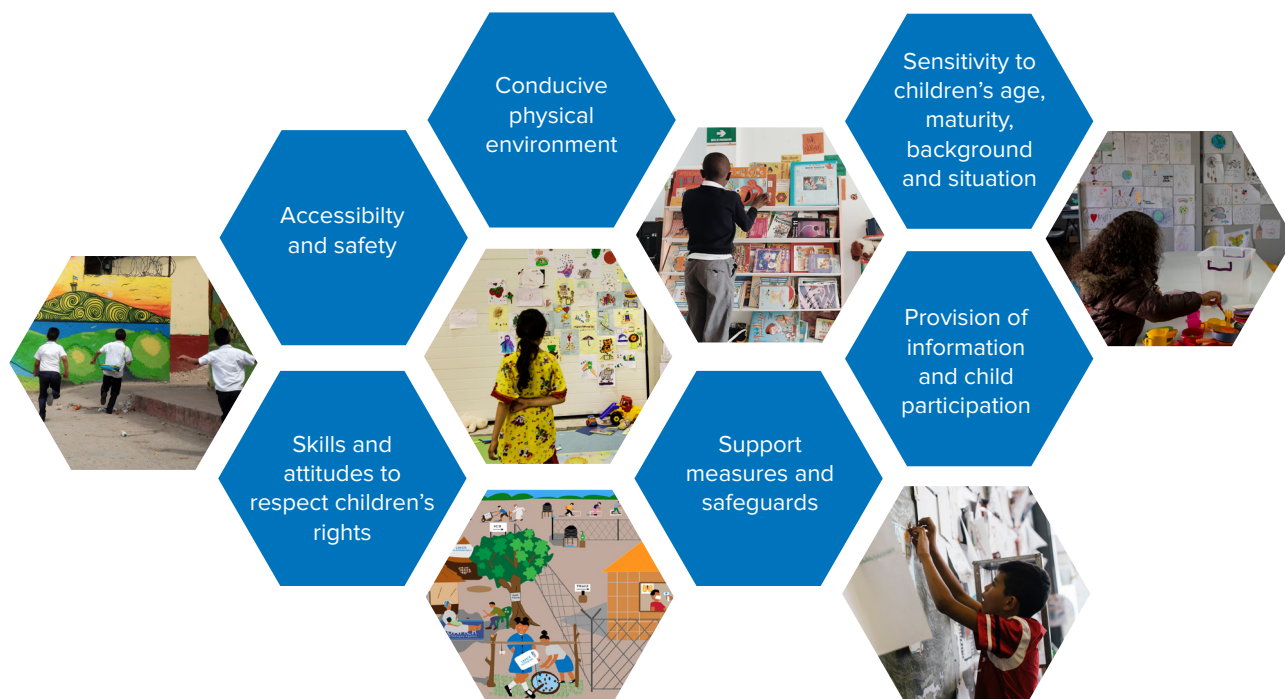 Conducive
physical
environment
Sensitivity to
children's age,
maturity,
background
and situation
Accessibilty
and safety
Provision of
information
and child
participation
Skills and
attitudes to
respect children's
rights
Support
measures and
safeguards